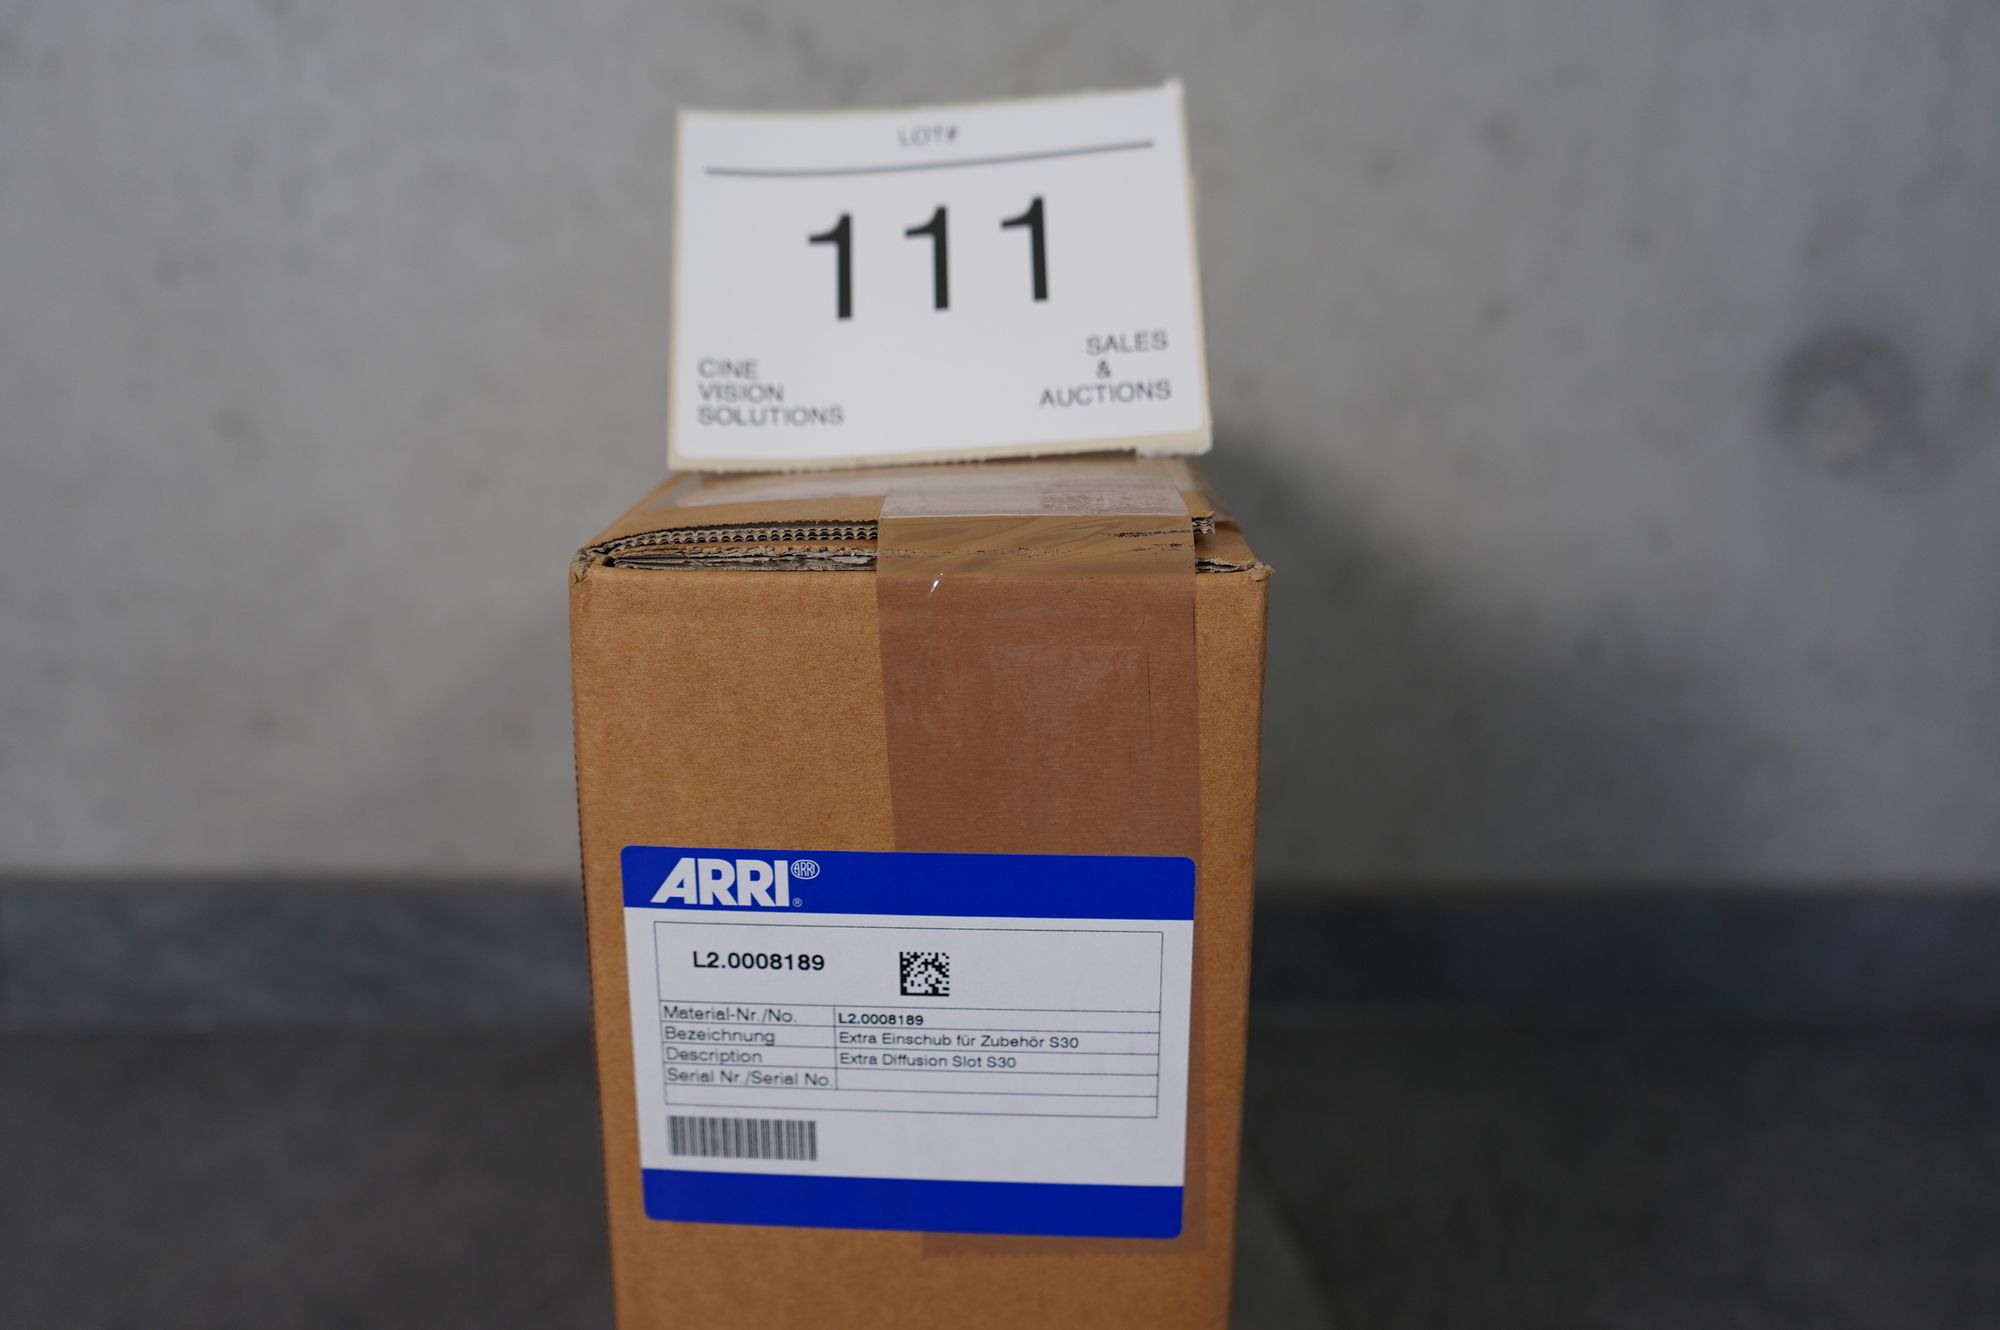 LOT#
111
CINE
VISION
SOLUTIONS
SALES
&
AUCTIONS
ARRI ARRI ®
L2.0008189
Material-Nr./No. L2.0008189
Bezeichnung Extra Einschub für Zubehör S30
Description Extra Diffusion Slot S30
Serial Nr./Serial No.